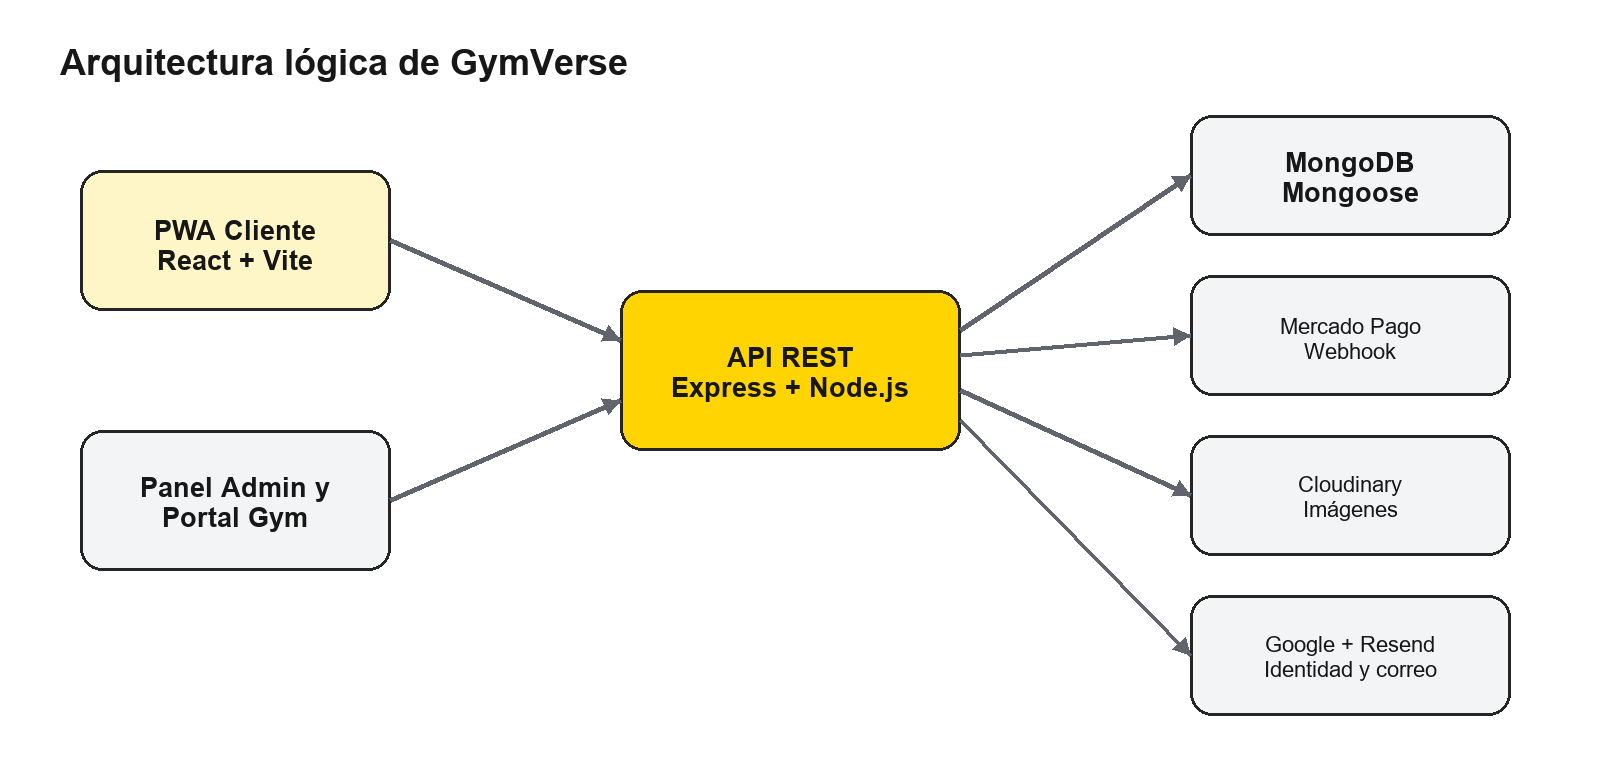 Arquitectura lógica de GymVerse
PWA Cliente
React + Vite
Panel Admin y
Portal Gym
API REST
Express + Node.js
MongoDB
Mongoose
Mercado Pago
Webhook
Cloudinary
Imágenes
Google + Resend
Identidad y correo